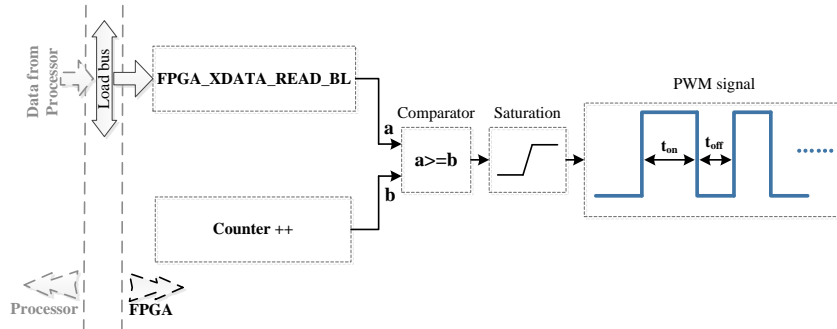 Data from
Processor
Load bus
FPGA_XDATA_READ_BL
a
Comparator
a>=b
b
Counter ++
Saturation
PWM signal
ton
toff
Processor
FPGA